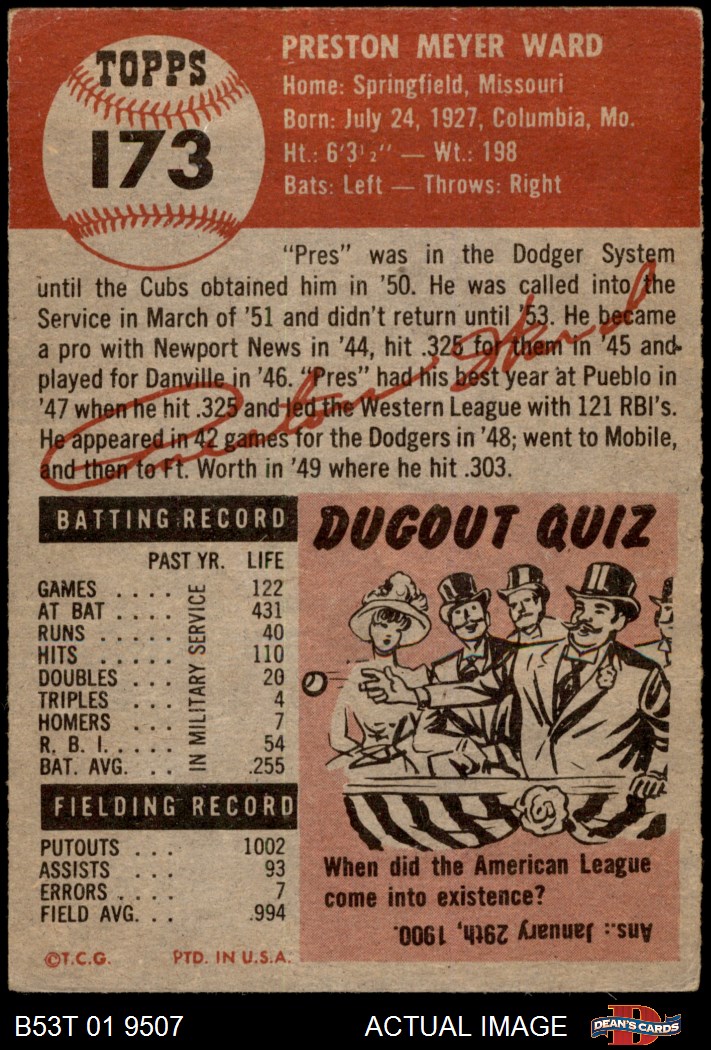 TOPPS
173
PRESTON MEYER WARD
Home: Springfield, Missouri
Born: July 24, 1927, Columbia, Mo.
Ht.: 6'3½" — Wt.: 198
Bats: Left — Throws: Right
"Pres" was in the Dodger System
until the Cubs obtained him in '50. He was called into the
Service in March of '51 and didn't return until '53. He became
a pro with Newport News in '44, hit .325 for them in '45 and
played for Danville in '46. "Pres" had his best year at Pueblo in
'47 when he hit .325 and led the Western League with 121 RBI's.
He appeared in 42 games for the Dodgers in '48; went to Mobile,
and then to Ft. Worth in '49 where he hit .303.
Preston Ward
BATTING RECORD
PAST YR. LIFE
GAMES .... 122
AT BAT .... 431
RUNS .... 40
HITS ..... 110
DOUBLES ... 20
TRIPLES ... 4
HOMERS ... 7
R. B. I. .... 54
BAT. AVG. .. .255
IN MILITARY SERVICE
FIELDING RECORD
PUTOUTS ... 1002
ASSISTS ... 93
ERRORS .... 7
FIELD AVG. ... .994
©T.C.G. PTD. IN U.S.A.
DUGOUT QUIZ
When did the American League
come into existence?
Ans.: January 29th, 1900.
B53T 01 9507 ACTUAL IMAGE DEAN'S CARDS